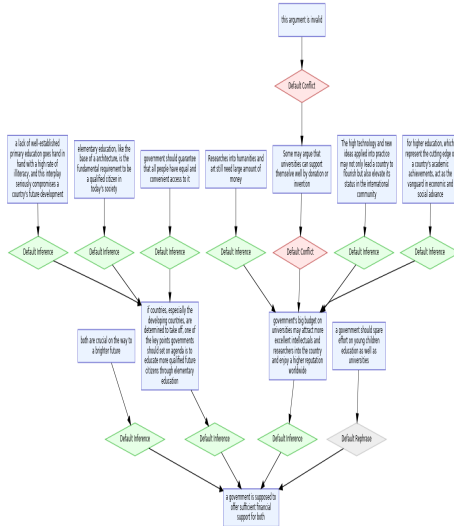 this argument is invalid
Default Conflict
a lack of well-established
primary education goes hand in
hand with a high rate of
illiteracy, and this interplay
seriously compromises a
country's future development
elementary education, like the
base of a architecture, is the
fundamental requirement to be
a qualified citizen in
today's society
government should guarantee
that all people have equal and
convenient access to it
Researches into humanities and
art still need large amount of
money
Some may argue that
universities can support
themselves well by donation or
invention
The high technology and new
ideas applied into practice
may not only lead a country to
flourish but also elevate its
status in the international
community
for higher education, which
represent the cutting edge o
a country's academic
achievements, act as the
vanguard in economic and
social advance
Default Inference
Default Inference
Default Inference
Default Inference
Default Conflict
Default Inference
Default Inference
both are crucial on the way to
a brighter future
if countries, especially the
developing countries, are
determined to take off, one of
the key points governments
should set on agenda is to
educate more qualified future
citizens through elementary
education
government's big budget on
universities may attract more
excellent intellectuals and
researchers into the country
and enjoy a higher reputation
worldwide
a government should spare
effort on young children
education as well as
universities
Default Inference
Default Inference
Default Inference
Default Rephrase
a government is supposed to
offer sufficient financial
support for both